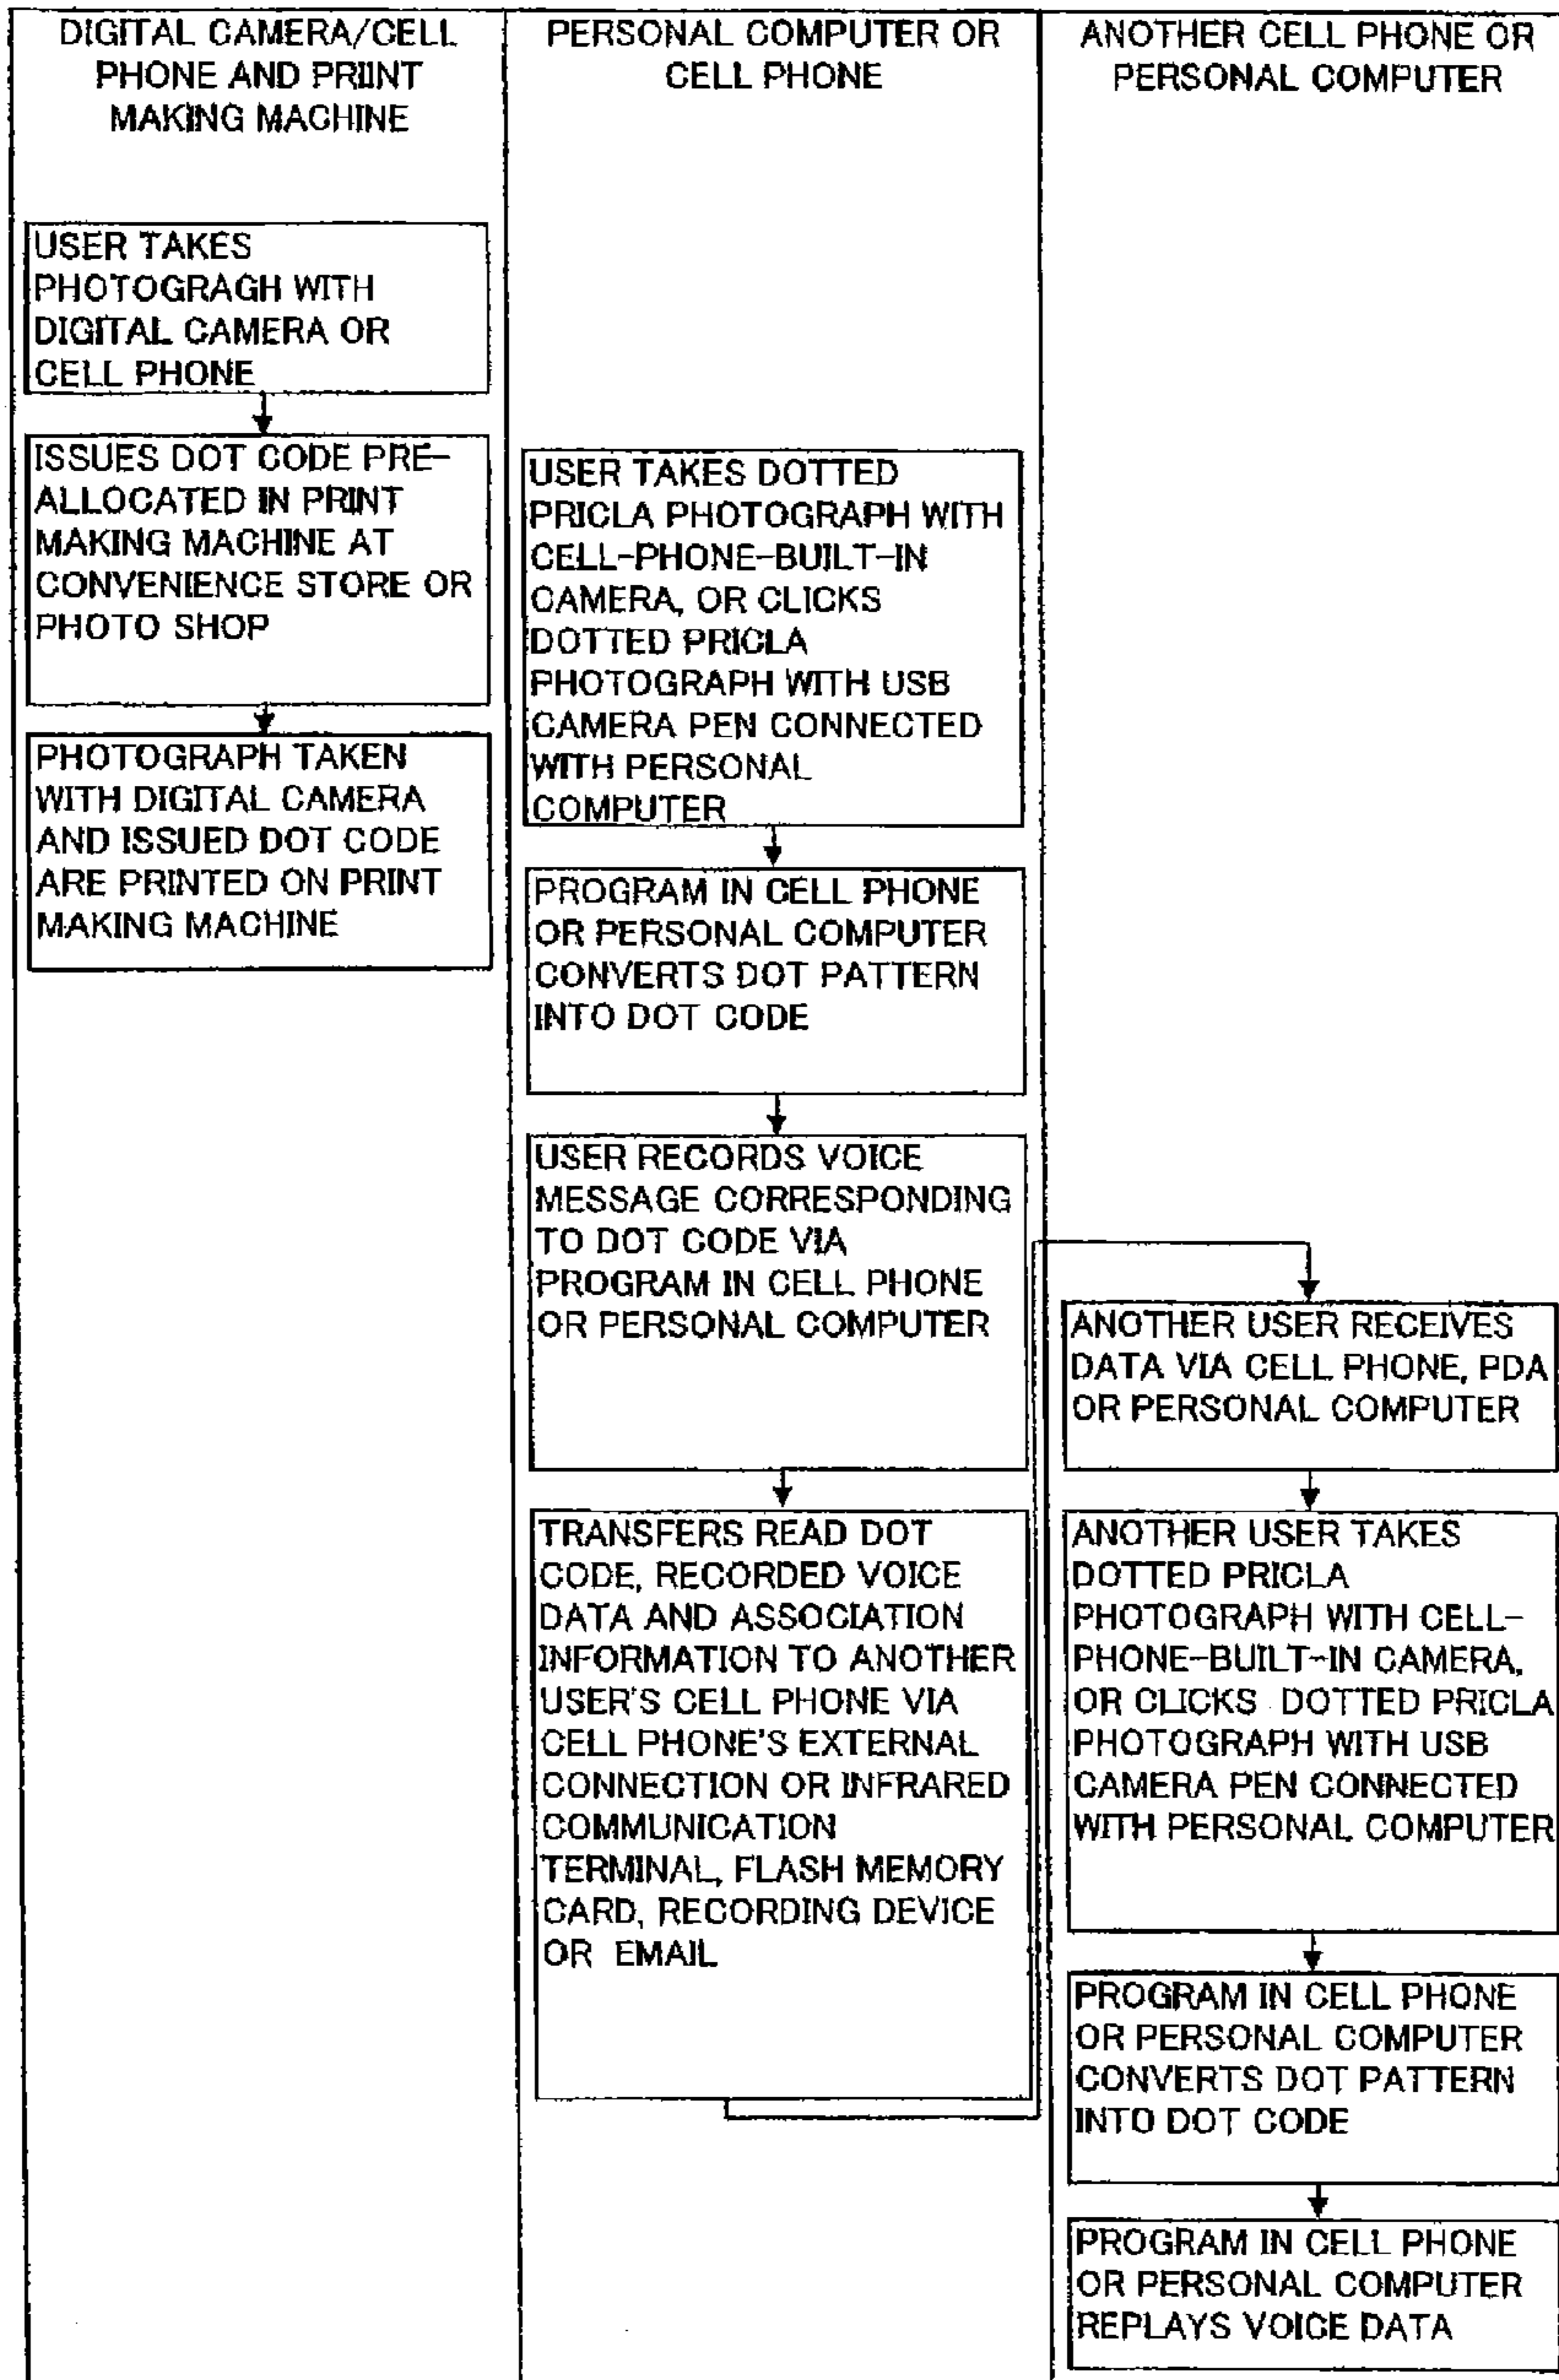 DIGITAL CAMERA/CELL
PHONE AND PRIINT
MAKING MACHINE
USER TAKES
PHOTOGRAGH WITH
DIGITAL CAMERA OR
CELL PHONE
ISSUES DOT CODE PRE-
ALLOCATED IN PRINT
MAKING MACHINE AT
CONVENIENCE STORE OR
PHOTO SHOP
PHOTOGRAPH TAKEN
WITH DIGITAL CAMERA
AND ISSUED DOT CODE
ARE PRINTED ON PRINT
MAKING MACHINE
PERSONAL COMPUTER OR
CELL PHONE
USER TAKES DOTTED
PRICLA PHOTOGRAPH WITH
CELL-PHONE-BUILT-IN
CAMERA, OR CLICKS
DOTTED PRICLA
PHOTOGRAPH WITH USB
CAMERA PEN CONNECTED
WITH PERSONAL
COMPUTER
PROGRAM IN CELL PHONE
OR PERSONAL COMPUTER
CONVERTS DOT PATTERN
INTO DOT CODE
USER RECORDS VOICE
MESSAGE CORRESPONDING
TO DOT CODE VIA
PROGRAM IN CELL PHONE
OR PERSONAL COMPUTER
TRANSFERS READ DOT
CODE, RECORDED VOICE
DATA AND ASSOCIATION
INFORMATION TO ANOTHER
USER'S CELL PHONE VIA
CELL PHONE'S EXTERNAL
CONNECTION OR INFRARED
COMMUNICATION
TERMINAL, FLASH MEMORY
CARD, RECORDING DEVICE
OR EMAIL
ANOTHER CELL PHONE OR
PERSONAL COMPUTER
ANOTHER USER RECEIVES
DATA VIA CELL PHONE, PDA
OR PERSONAL COMPUTER
ANOTHER USER TAKES
DOTTED PRICLA
PHOTOGRAPH WITH CELL-
PHONE-BUILT-IN CAMERA,
OR CLICKS DOTTED PRICLA
PHOTOGRAPH WITH USB
CAMERA PEN CONNECTED
WITH PERSONAL COMPUTER
PROGRAM IN CELL PHONE
OR PERSONAL COMPUTER
CONVERTS DOT PATTERN
INTO DOT CODE
PROGRAM IN CELL PHONE
OR PERSONAL COMPUTER
REPLAYS VOICE DATA